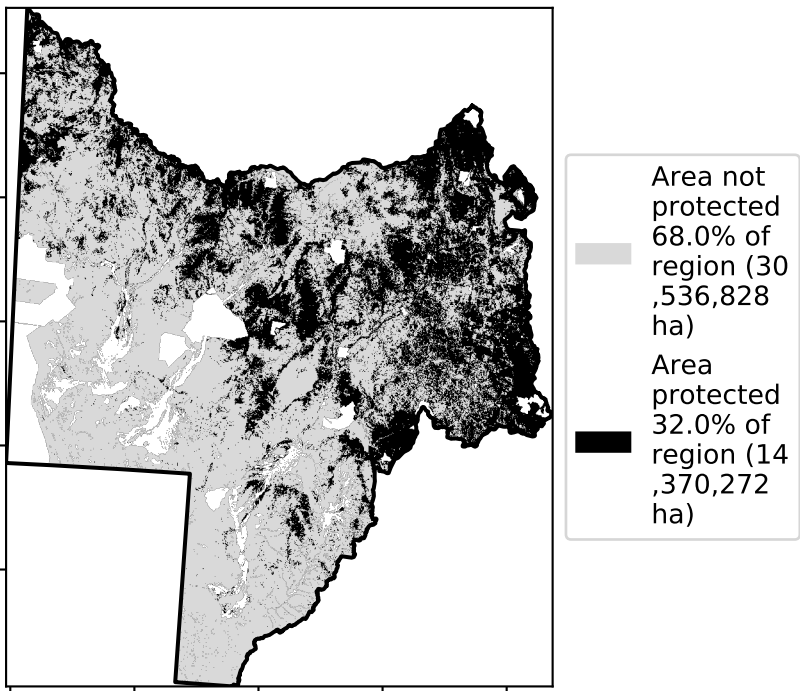 Area not
protected
68.0% of
region (30
,536,828
ha)
Area
protected
32.0% of
region (14
,370,272
ha)